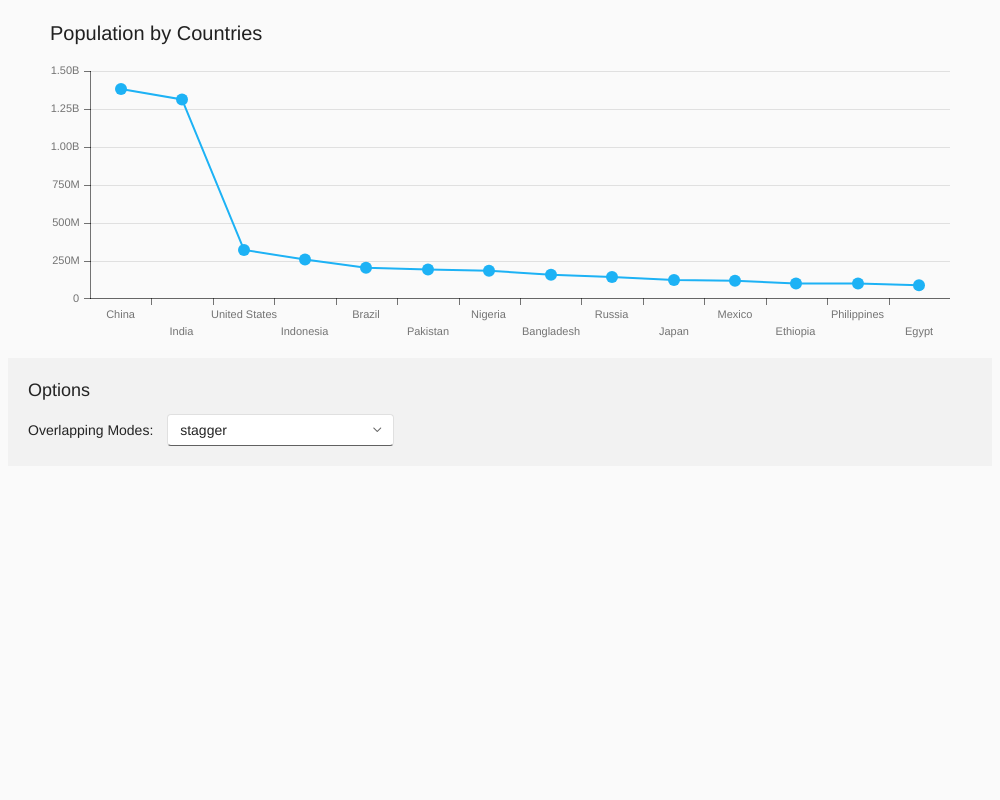 Population by Countries
1.50B
1.25B
1.00B
750M
500M
250M
0
China United States Brazil Nigeria Russia Mexico Philippines
India Indonesia Pakistan Bangladesh Japan Ethiopia Egypt
Options
Overlapping Modes: stagger